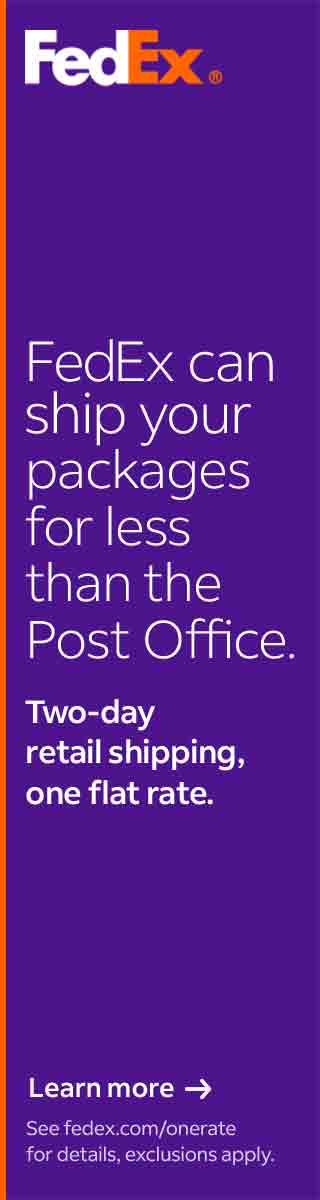 FedEx®
FedEx can
ship your
packages
for less
than the
Post Office.
Two-day
retail shipping,
one flat rate.
Learn more →
See fedex.com/onerate
for details, exclusions apply.